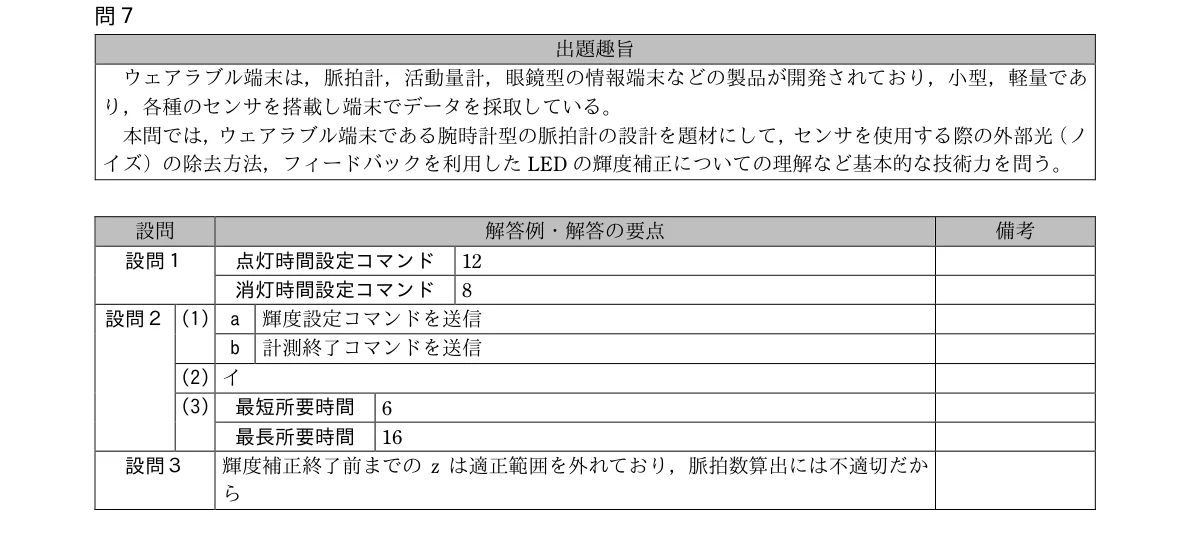 問7
出題趣旨
ウェアラブル端末は，脈拍計，活動量計，眼鏡型の情報端末などの製品が開発されており，小型，軽量であ
り，各種のセンサを搭載し端末でデータを採取している。
本問では，ウェアラブル端末である腕時計型の脈拍計の設計を題材にして，センサを使用する際の外部光（ノ
イズ）の除去方法，フィードバックを利用した LED の輝度補正についての理解など基本的な技術力を問う。
設問 解答例・解答の要点 備考
設問1 点灯時間設定コマンド 12
消灯時間設定コマンド 8
設問2 (1) a 輝度設定コマンドを送信
b 計測終了コマンドを送信
(2) イ
(3) 最短所要時間 6
最長所要時間 16
設問3 輝度補正終了前までの z は適正範囲を外れており，脈拍数算出には不適切だか
ら